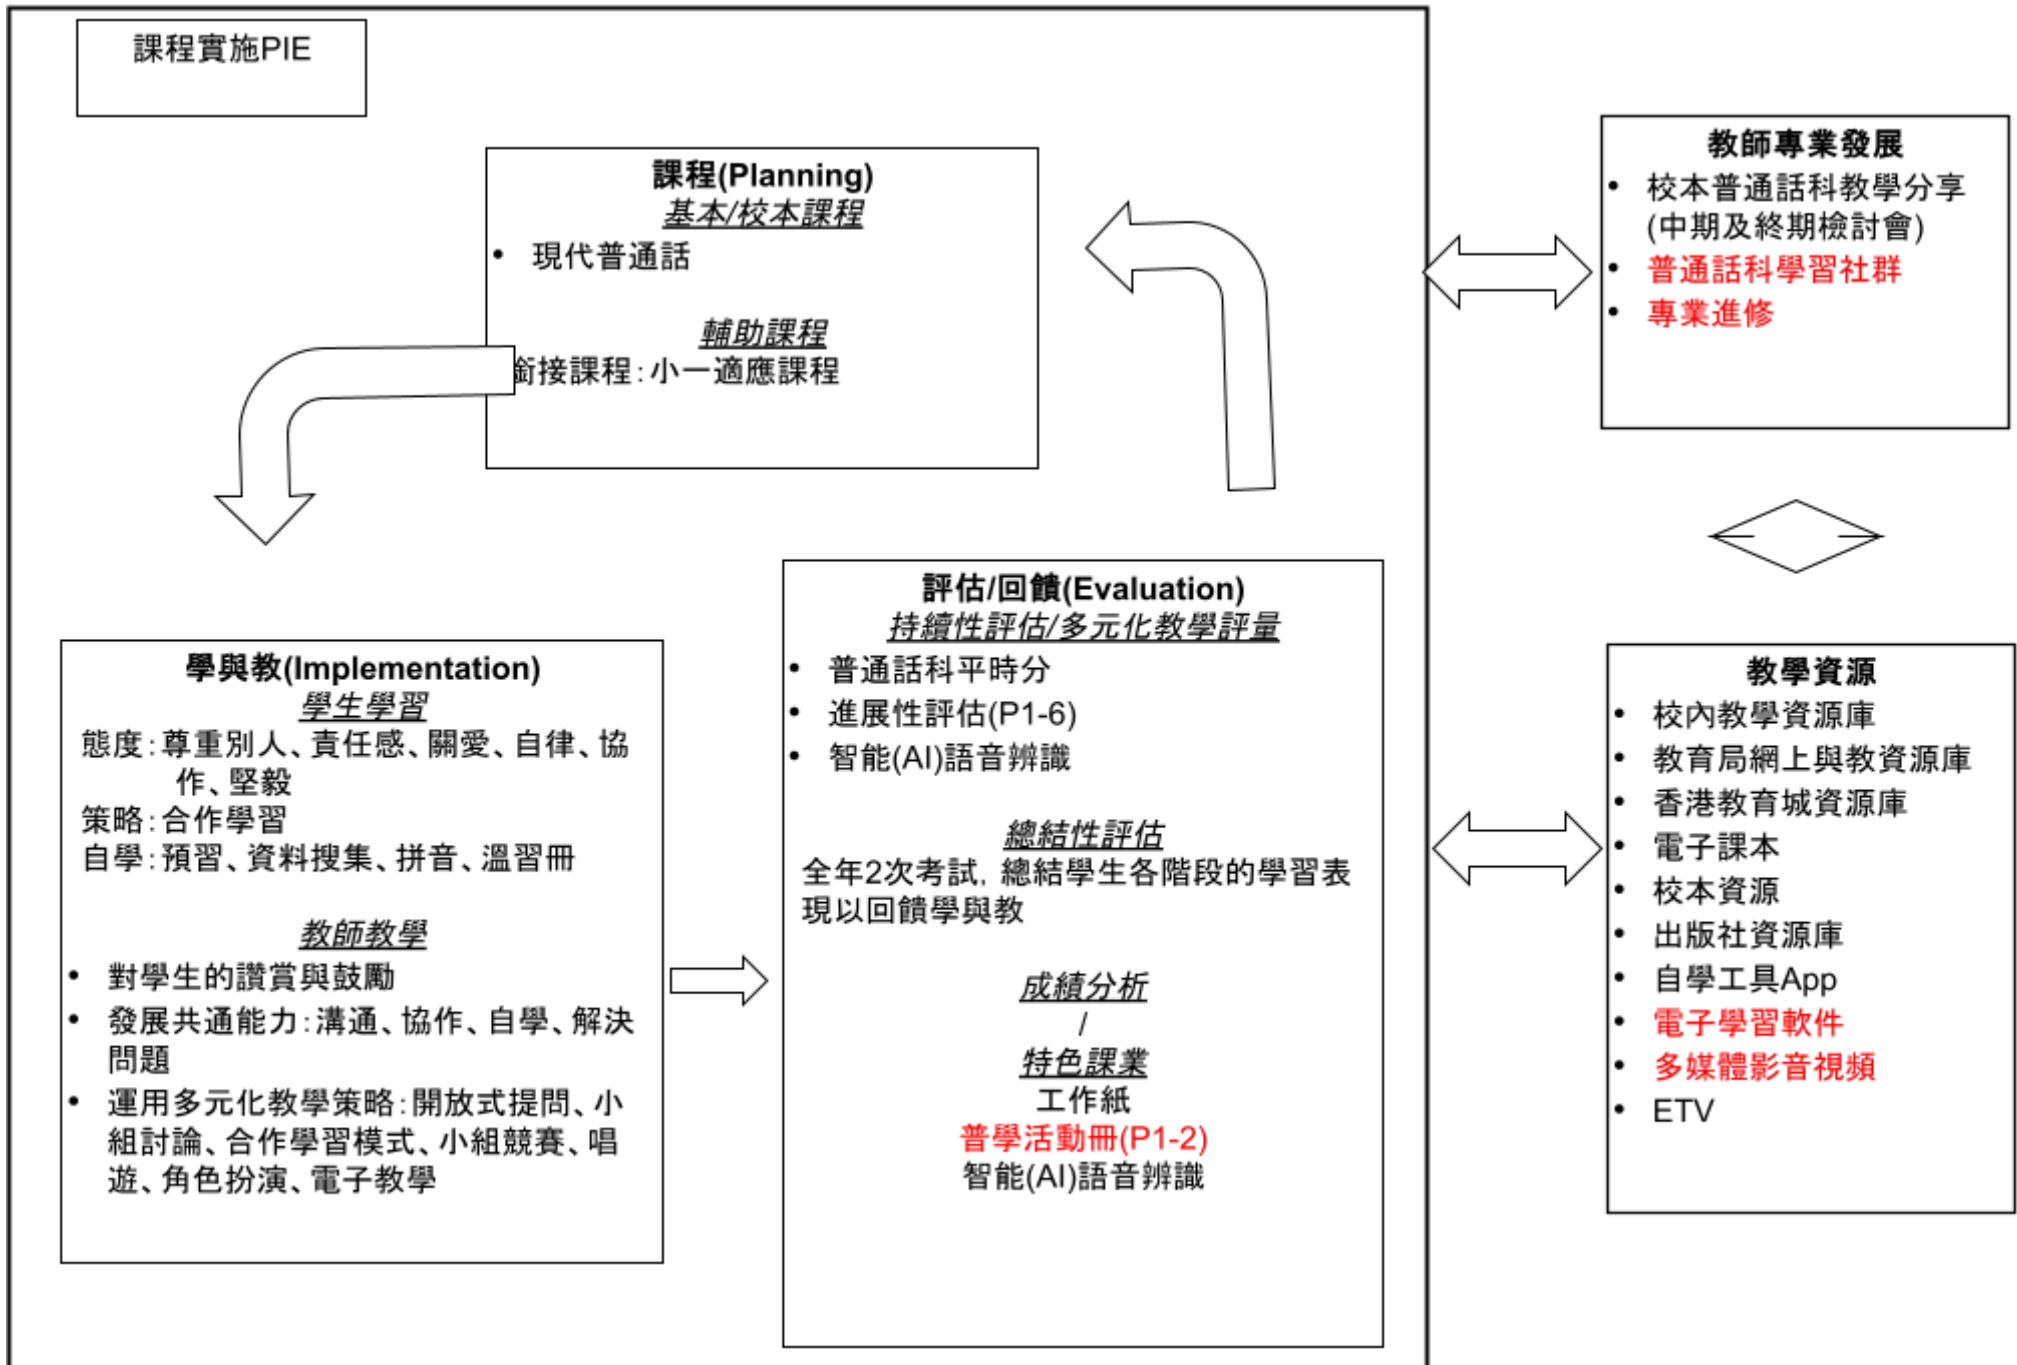 課程實施PIE
課程(Planning)
基本/校本課程
• 現代普通話
輔助課程
銜接課程：小一適應課程
學與教(Implementation)
學生學習
態度：尊重別人、責任感、關愛、自律、協
作、堅毅
策略：合作學習
自學：預習、資料搜集、拼音、溫習冊
教師教學
• 對學生的讚賞與鼓勵
• 發展共通能力：溝通、協作、自學、解決
問題
• 運用多元化教學策略：開放式提問、小
組討論、合作學習模式、小組競賽、唱
遊、角色扮演、電子教學
評估/回饋(Evaluation)
持續性評估/多元化教學評量
• 普通話科平時分
• 進展性評估(P1-6)
• 智能(AI)語音辨識
總結性評估
全年2次考試，總結學生各階段的學習表
現以回饋學與教
成績分析
/
特色課業
工作紙
普學活動冊(P1-2)
智能(AI)語音辨識
教師專業發展
• 校本普通話科教學分享
(中期及終期檢討會)
• 普通話科學習社群
• 專業進修
教學資源
• 校內教學資源庫
• 教育局網上與教資源庫
• 香港教育城資源庫
• 電子課本
• 校本資源
• 出版社資源庫
• 自學工具App
• 電子學習軟件
• 多媒體影音視頻
• ETV